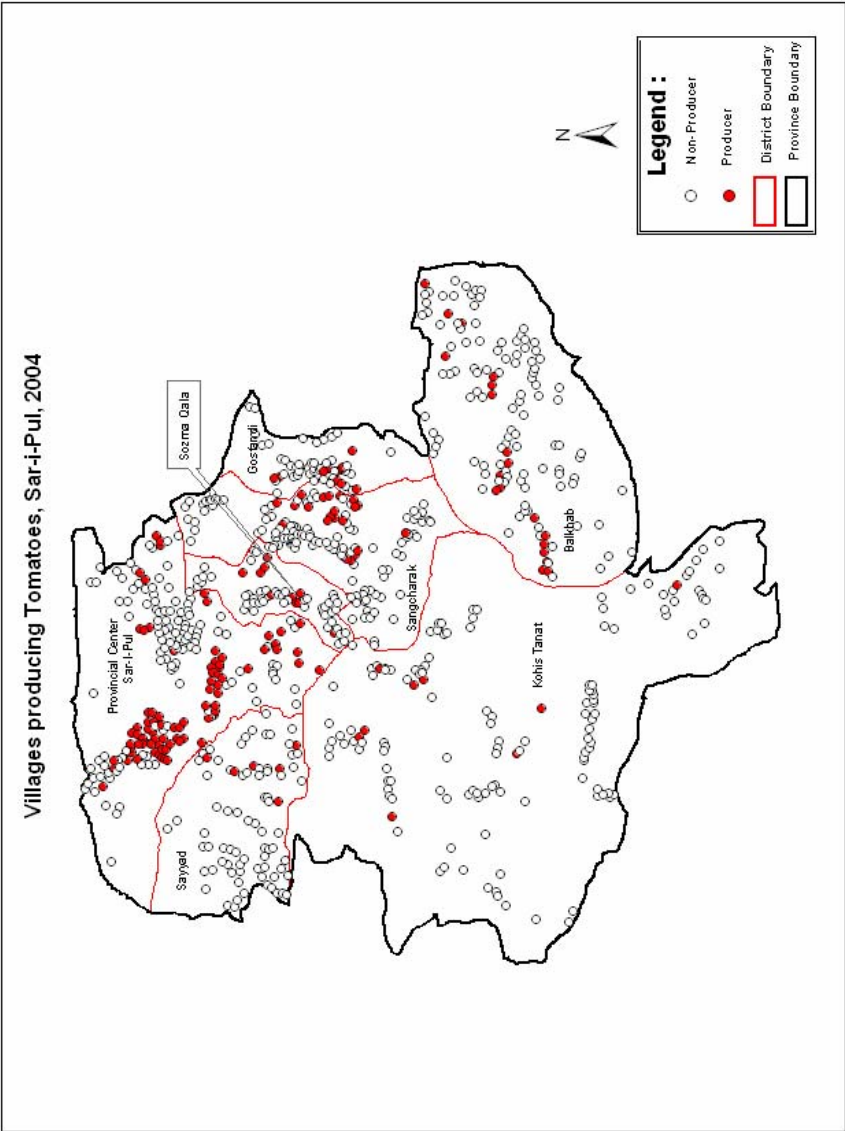 Villages producing Tomatoes, Sar-i-Pul, 2004
Sozma Qala
Gostandi
Provincial Center
Sar-I-Pul
Sayyad
Sangcharak
Balkhab
Kohis Tanat
N
Legend :
Non-Producer
Producer
District Boundary
Province Boundary